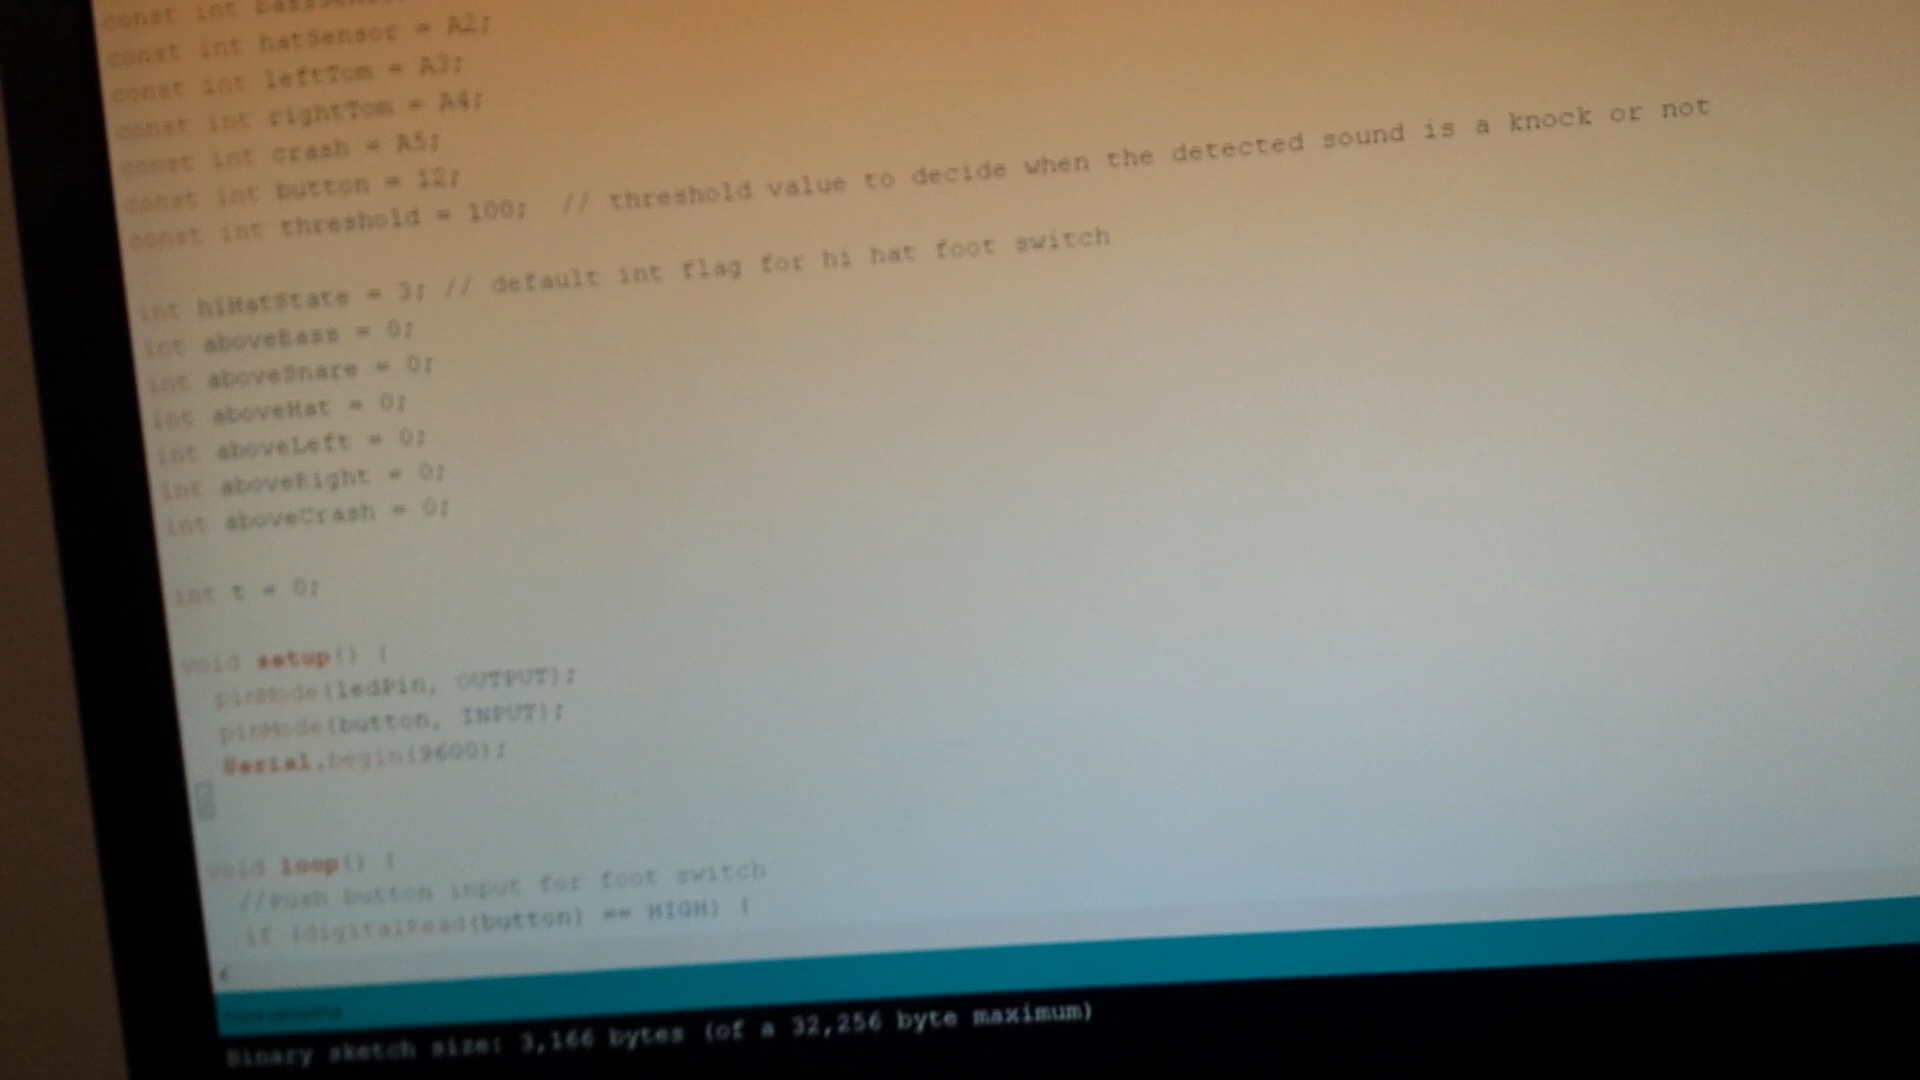 const int
const int hatSensor = A2;
const int leftTom = A3;
const int rightTom = A4;
const int crash = A5;
const int button = 12;
const int threshold = 100;  // threshold value to decide when the detected sound is a knock or not
int hiHatState = 3; // default int flag for hi hat foot switch
int aboveBass = 0;
int aboveSnare = 0;
int aboveHat = 0;
int aboveLeft = 0;
int aboveRight = 0;
int aboveCrash = 0;
int t = 0;
void setup() {
pinMode(ledPin, OUTPUT);
pinMode(button, INPUT);
Serial.begin(9600);
}
void loop() {
//Push button input for foot switch
if (digitalRead(button) == HIGH) {
Binary sketch size: 3,166 bytes (of a 32,256 byte maximum)